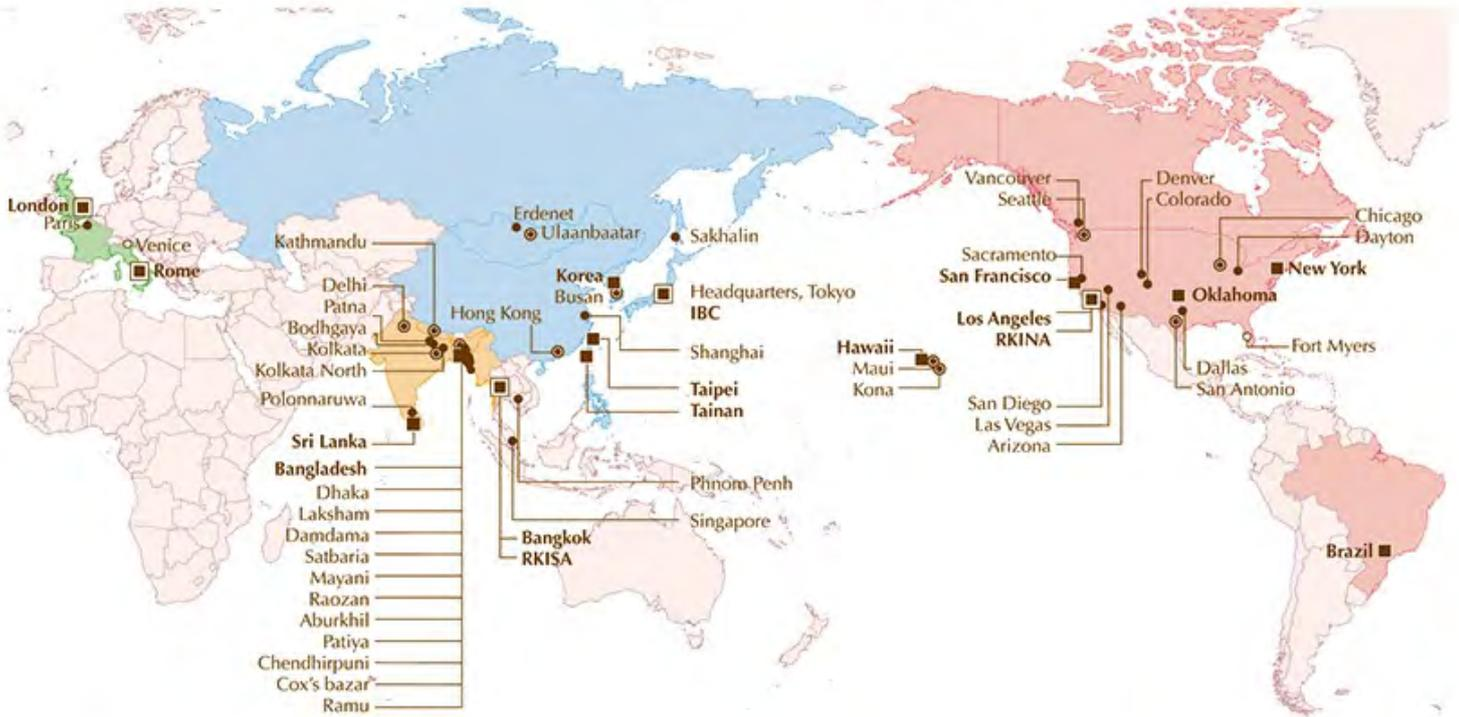 London
Paris
Venice
Rome
Kathmandu
Delhi
Patna
Bodhgaya
Kolkata
Kolkata North
Polonnaruwa
Sri Lanka
Bangladesh
Dhaka
Laksham
Damdama
Satbaria
Mayani
Raozan
Aburkhil
Patiya
Chendhirpuni
Cox's bazar
Ramu
Erdenet
Ulaanbaatar
Sakhalin
Korea
Busan
Hong Kong
Headquarters, Tokyo
IBC
Shanghai
Taipei
Tainan
Phnom Penh
Singapore
Bangkok
RKISA
Hawaii
Maui
Kona
Vancouver
Seattle
Sacramento
San Francisco
Los Angeles
RKINA
San Diego
Las Vegas
Arizona
Denver
Colorado
Chicago
Dayton
New York
Oklahoma
Fort Myers
Dallas
San Antonio
Brazil